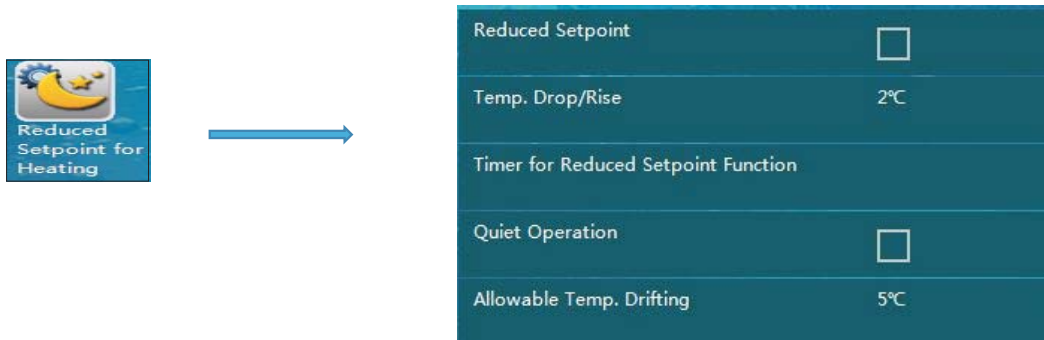 Reduced
Setpoint for
Heating
Reduced Setpoint
Temp. Drop/Rise 2℃
Timer for Reduced Setpoint Function
Quiet Operation
Allowable Temp. Drifting 5℃